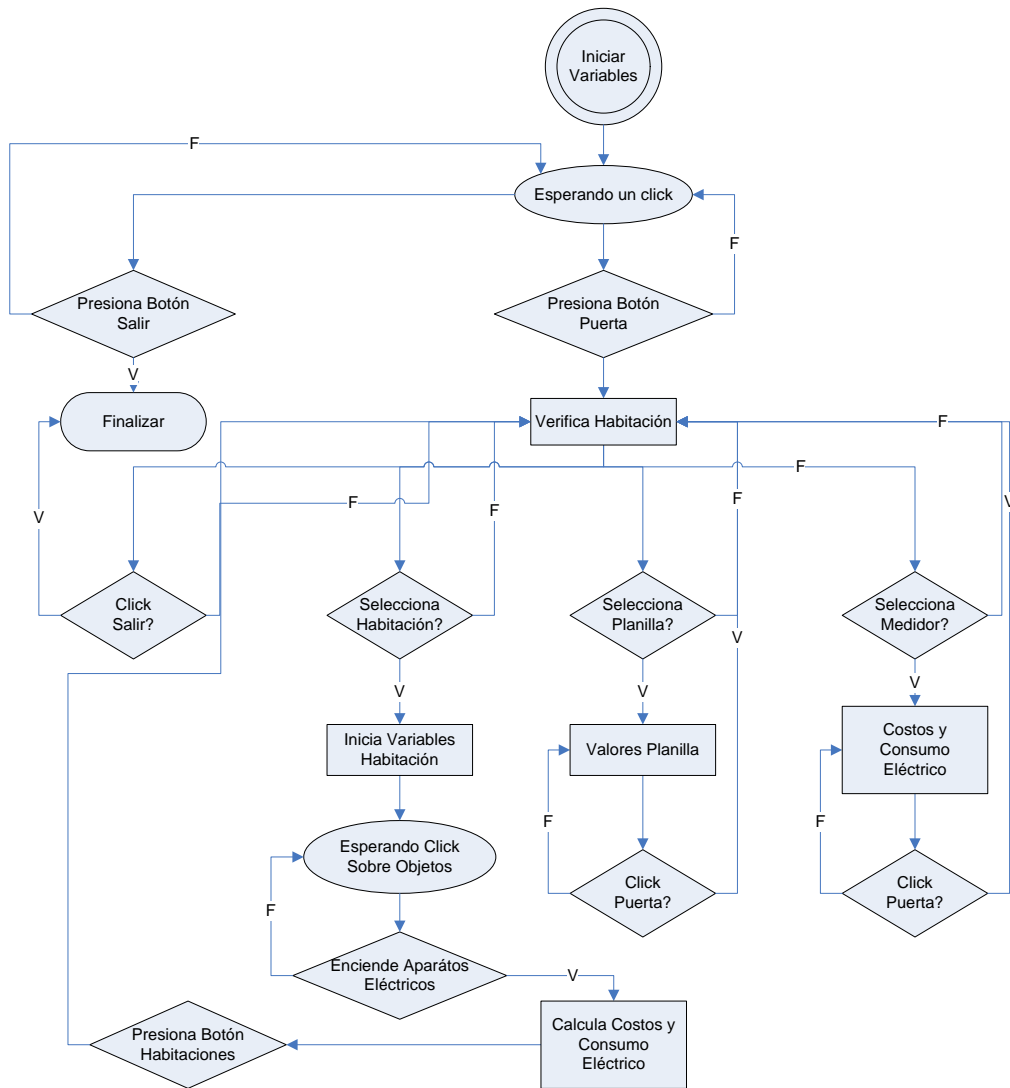 Iniciar
Variables
F
Esperando un click
F
Presiona Botón
Salir
Presiona Botón
Puerta
V
Finalizar
Verifica Habitación
F
F
F
F
F
V
V
Click
Salir?
Selecciona
Habitación?
Selecciona
Planilla?
Selecciona
Medidor?
V
V
V
V
Inicia Variables
Habitación
Valores Planilla
Costos y
Consumo
Eléctrico
F
F
Esperando Click
Sobre Objetos
Click
Puerta?
Click
Puerta?
F
Enciende Aparátos
Eléctricos
V
Presiona Botón
Habitaciones
Calcula Costos y
Consumo
Eléctrico